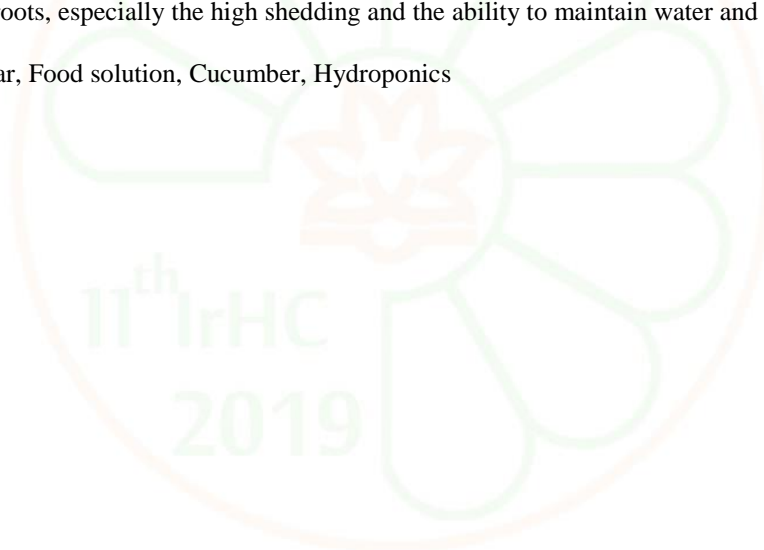 roots, especially the high shedding and the ability to maintain water and
ar, Food solution, Cucumber, Hydroponics
11th IrHC
2019